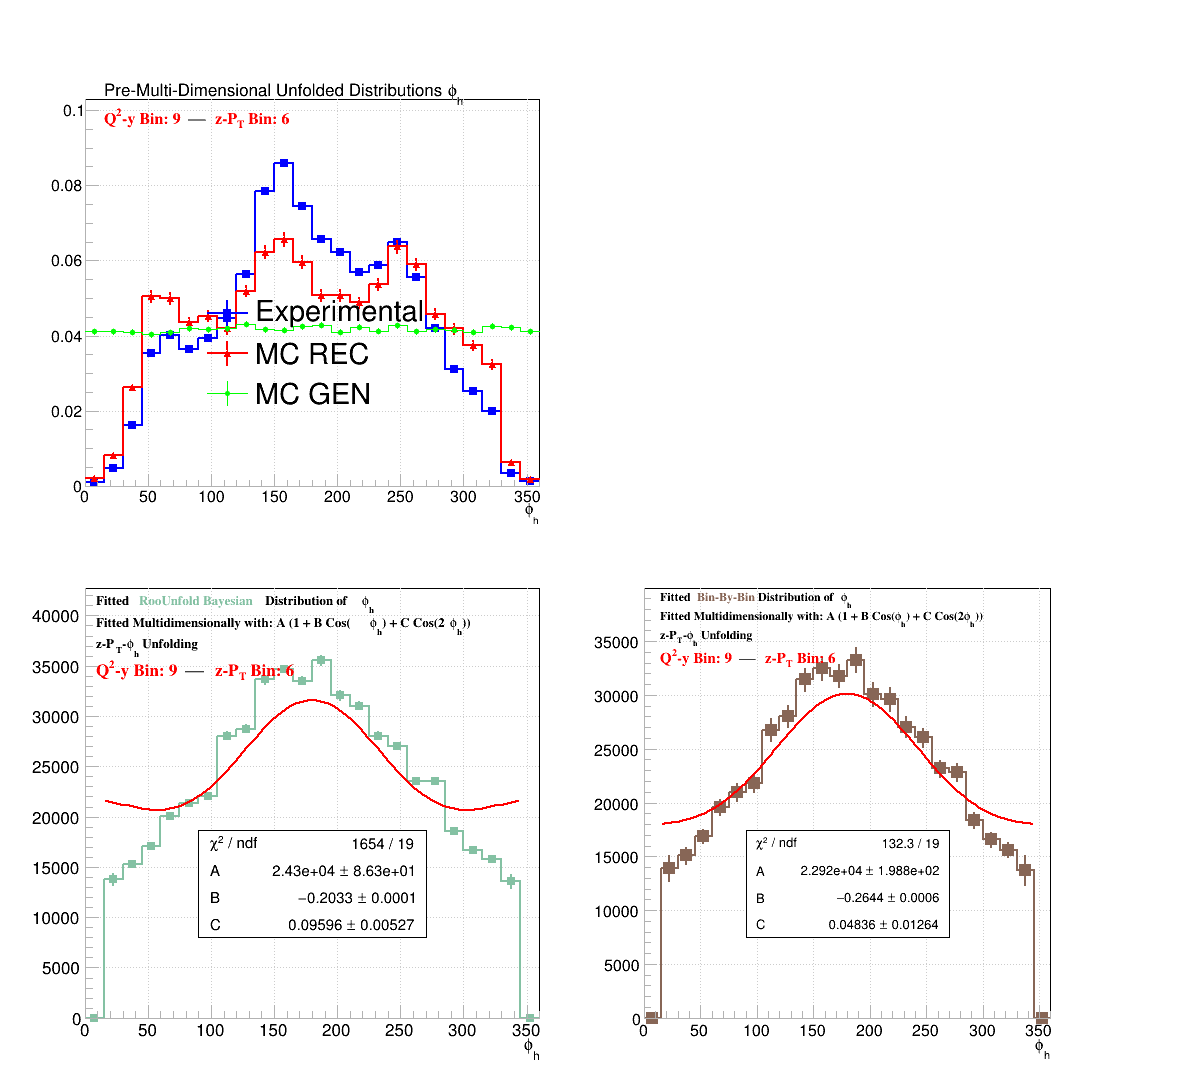 Pre-Multi-Dimensional Unfolded Distributions ϕh
Q2-y Bin: 9 — z-PT Bin: 6
0.1
0.08
0.06
0.04
0.02
0
Experimental
MC REC
MC GEN
0 50 100 150 200 250 300 350
ϕh
Fitted RooUnfold Bayesian Distribution of ϕh
Fitted Multidimensionally with: A (1 + B Cos( ϕh) + C Cos(2 ϕh))
z-PT-ϕh Unfolding
Q2-y Bin: 9 — z-PT Bin: 6
40000
35000
30000
25000
20000
15000
10000
5000
0
χ2 / ndf 1654 / 19
A 2.43e+04 ± 8.63e+01
B −0.2033 ± 0.0001
C 0.09596 ± 0.00527
0 50 100 150 200 250 300 350
ϕh
Fitted Bin-By-Bin Distribution of ϕh
Fitted Multidimensionally with: A (1 + B Cos(ϕh) + C Cos(2ϕh))
z-PT-ϕh Unfolding
Q2-y Bin: 9 — z-PT Bin: 6
35000
30000
25000
20000
15000
10000
5000
0
χ2 / ndf 132.3 / 19
A 2.292e+04 ± 1.988e+02
B −0.2644 ± 0.0006
C 0.04836 ± 0.01264
0 50 100 150 200 250 300 350
ϕh